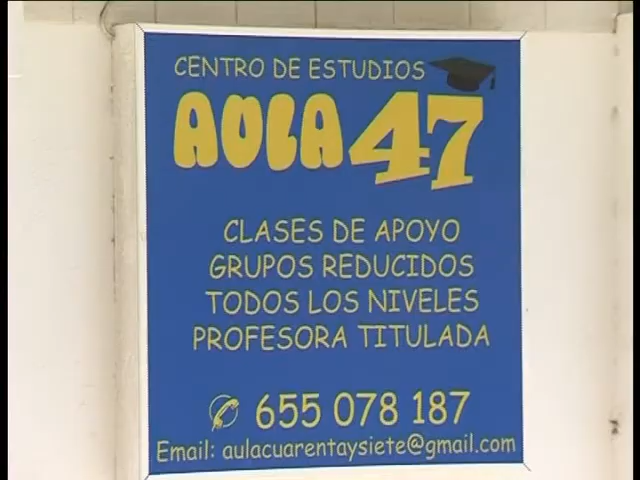 CENTRO DE ESTUDIOS
AULA 47
CLASES DE APOYO
GRUPOS REDUCIDOS
TODOS LOS NIVELES
PROFESORA TITULADA
655 078 187
Email: aulacuarentaysiete@gmail.com